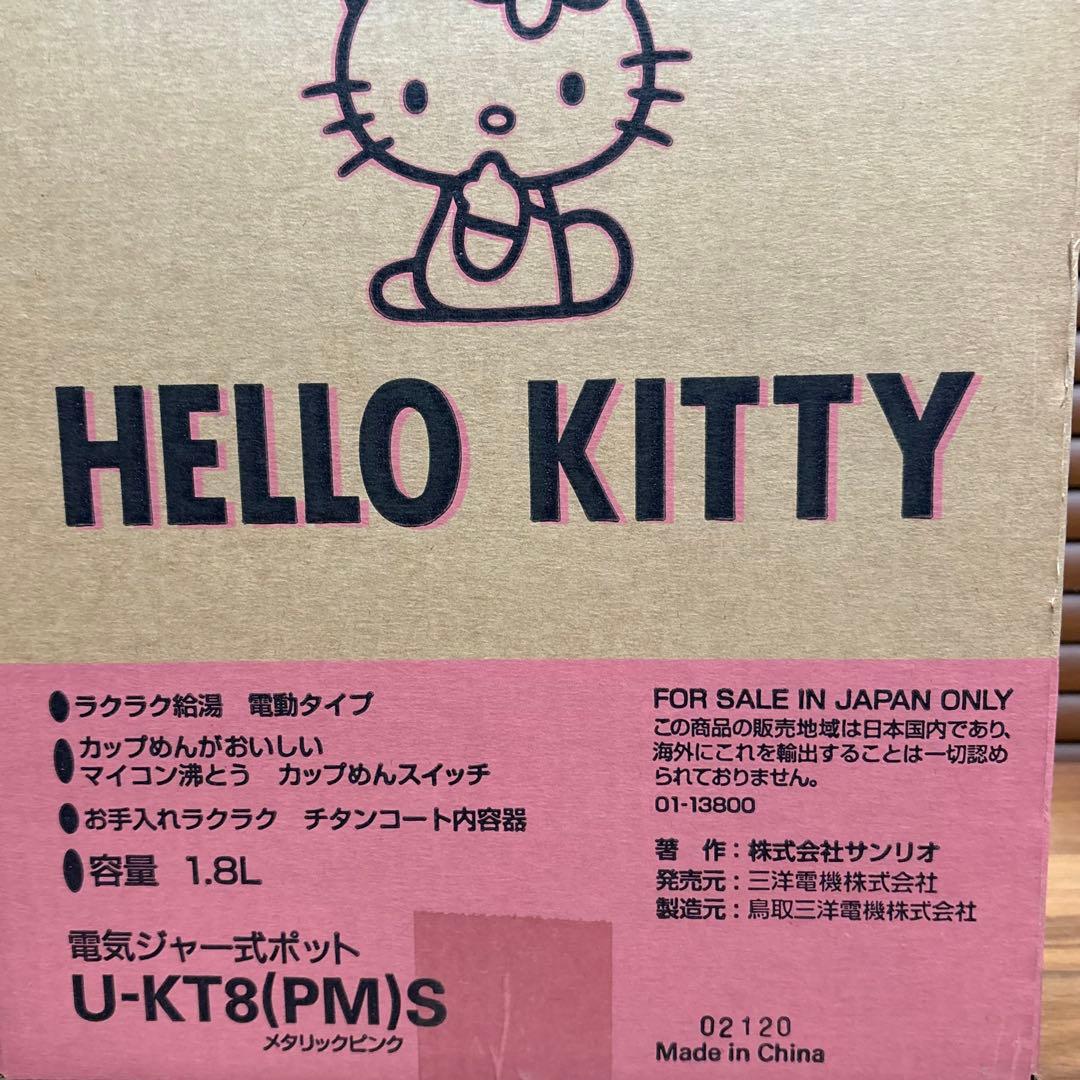 HELLO KITTY
ラクラク給湯 電動タイプ
カップめんがおいしい
マイコン沸とう カップめんスイッチ
お手入れラクラク チタンコート内容器
容量 1.8L
電気ジャー式ポット
U-KT8(PM)S
メタリックピンク
FOR SALE IN JAPAN ONLY
この商品の販売地域は日本国内であり、
海外にこれを輸出することは一切認め
られておりません。
01-13800
著 作：株式会社サンリオ
発売元：三洋電機株式会社
製造元：鳥取三洋電機株式会社
02120
Made in China